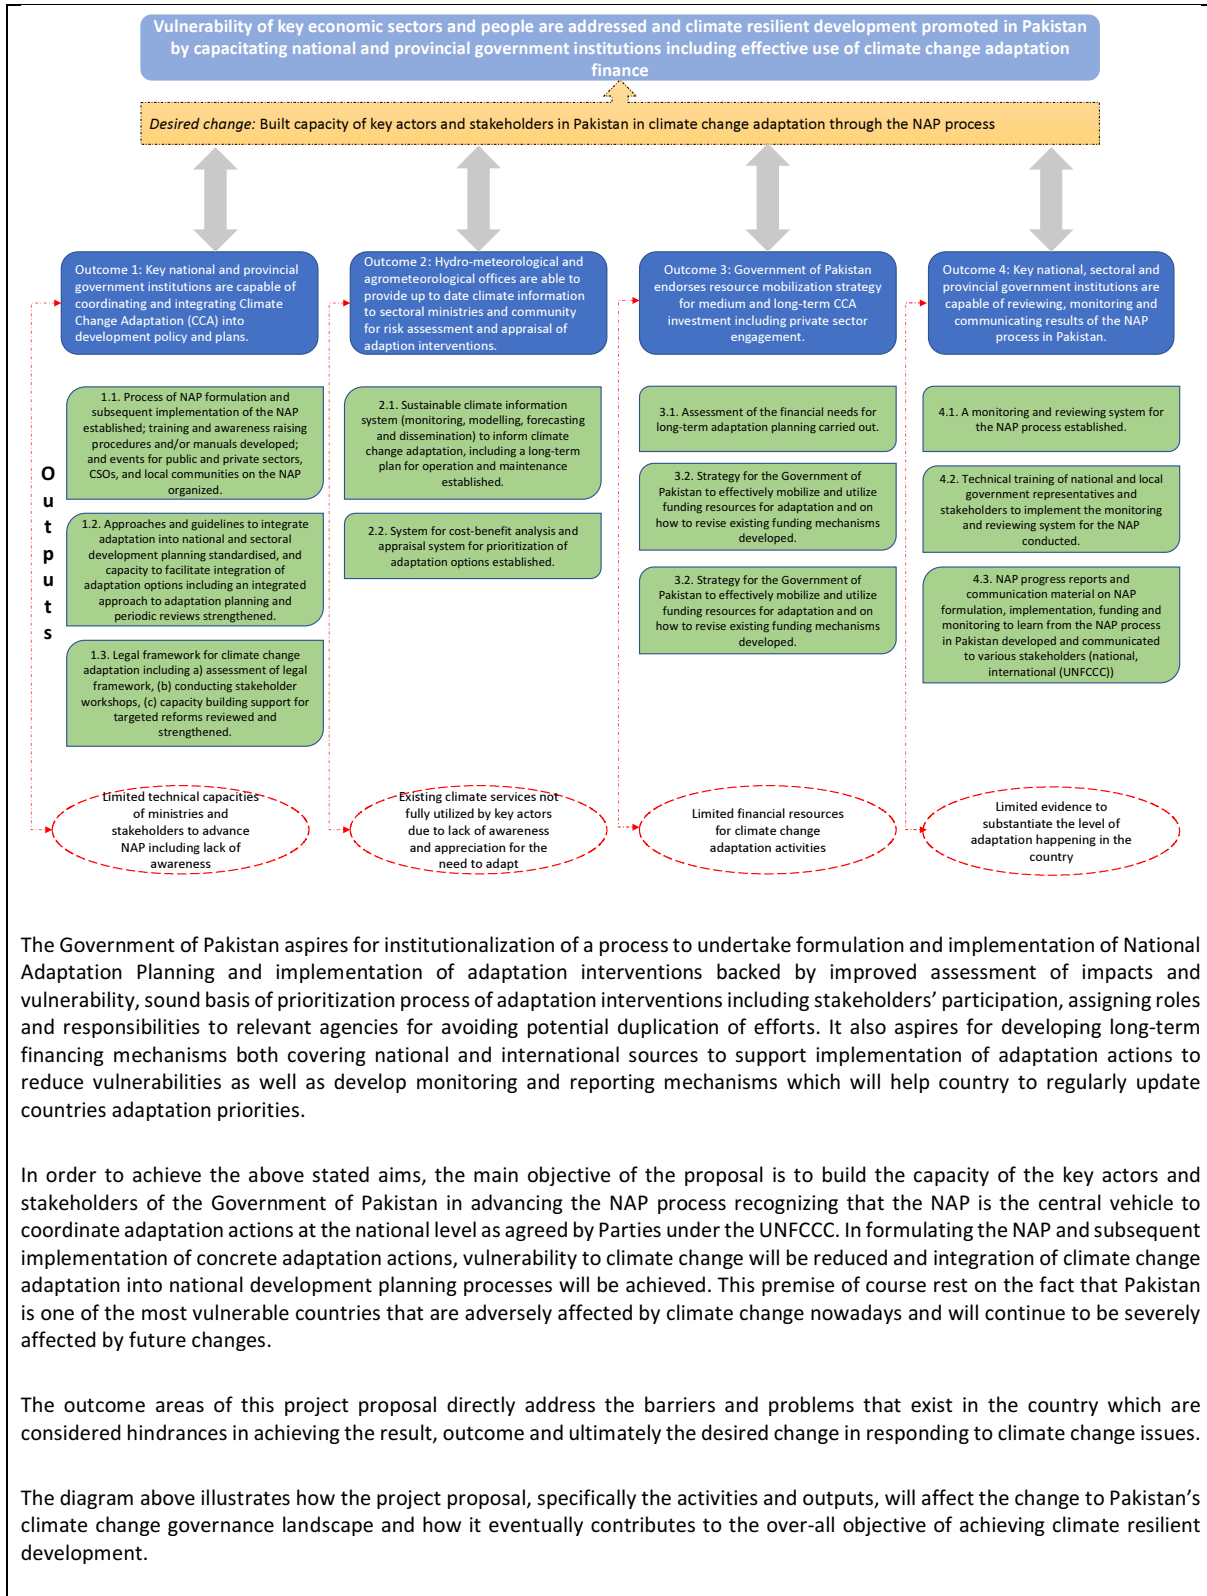 Vulnerability of key economic sectors and people are addressed and climate resilient development promoted in Pakistan
by capacitating national and provincial government institutions including effective use of climate change adaptation
finance
Desired change: Built capacity of key actors and stakeholders in Pakistan in climate change adaptation through the NAP process
Outcome 1: Key national and provincial
government institutions are capable of
coordinating and integrating Climate
Change Adaptation (CCA) into
development policy and plans.
Outcome 2: Hydro-meteorological and
agrometeorological offices are able to
provide up to date climate information
to sectoral ministries and community
for risk assessment and appraisal of
adaption interventions.
Outcome 3: Government of Pakistan
endorses resource mobilization strategy
for medium and long-term CCA
investment including private sector
engagement.
Outcome 4: Key national, sectoral and
provincial government institutions are
capable of reviewing, monitoring and
communicating results of the NAP
process in Pakistan.
Outputs
1.1. Process of NAP formulation and
subsequent implementation of the NAP
established; training and awareness raising
procedures and/or manuals developed;
and events for public and private sectors,
CSOs, and local communities on the NAP
organized.
1.2. Approaches and guidelines to integrate
adaptation into national and sectoral
development planning standardised, and
capacity to facilitate integration of
adaptation options including an integrated
approach to adaptation planning and
periodic reviews strengthened.
1.3. Legal framework for climate change
adaptation including a) assessment of legal
framework, (b) conducting stakeholder
workshops, (c) capacity building support for
targeted reforms reviewed and
strengthened.
2.1. Sustainable climate information
system (monitoring, modelling, forecasting
and dissemination) to inform climate
change adaptation, including a long-term
plan for operation and maintenance
established.
2.2. System for cost-benefit analysis and
appraisal system for prioritization of
adaptation options established.
3.1. Assessment of the financial needs for
long-term adaptation planning carried out.
3.2. Strategy for the Government of
Pakistan to effectively mobilize and utilize
funding resources for adaptation and on
how to revise existing funding mechanisms
developed.
3.2. Strategy for the Government of
Pakistan to effectively mobilize and utilize
funding resources for adaptation and on
how to revise existing funding mechanisms
developed.
4.1. A monitoring and reviewing system for
the NAP process established.
4.2. Technical training of national and local
government representatives and
stakeholders to implement the monitoring
and reviewing system for the NAP
conducted.
4.3. NAP progress reports and
communication material on NAP
formulation, implementation, funding and
monitoring to learn from the NAP process
in Pakistan developed and communicated
to various stakeholders (national,
international (UNFCCC))
Limited technical capacities
of ministries and
stakeholders to advance
NAP including lack of
awareness
Existing climate services not
fully utilized by key actors
due to lack of awareness
and appreciation for the
need to adapt
Limited financial resources
for climate change
adaptation activities
Limited evidence to
substantiate the level of
adaptation happening in the
country
The Government of Pakistan aspires for institutionalization of a process to undertake formulation and implementation of National
Adaptation Planning and implementation of adaptation interventions backed by improved assessment of impacts and
vulnerability, sound basis of prioritization process of adaptation interventions including stakeholders’ participation, assigning roles
and responsibilities to relevant agencies for avoiding potential duplication of efforts. It also aspires for developing long-term
financing mechanisms both covering national and international sources to support implementation of adaptation actions to
reduce vulnerabilities as well as develop monitoring and reporting mechanisms which will help country to regularly update
countries adaptation priorities.
In order to achieve the above stated aims, the main objective of the proposal is to build the capacity of the key actors and
stakeholders of the Government of Pakistan in advancing the NAP process recognizing that the NAP is the central vehicle to
coordinate adaptation actions at the national level as agreed by Parties under the UNFCCC. In formulating the NAP and subsequent
implementation of concrete adaptation actions, vulnerability to climate change will be reduced and integration of climate change
adaptation into national development planning processes will be achieved. This premise of course rest on the fact that Pakistan
is one of the most vulnerable countries that are adversely affected by climate change nowadays and will continue to be severely
affected by future changes.
The outcome areas of this project proposal directly address the barriers and problems that exist in the country which are
considered hindrances in achieving the result, outcome and ultimately the desired change in responding to climate change issues.
The diagram above illustrates how the project proposal, specifically the activities and outputs, will affect the change to Pakistan’s
climate change governance landscape and how it eventually contributes to the over-all objective of achieving climate resilient
development.